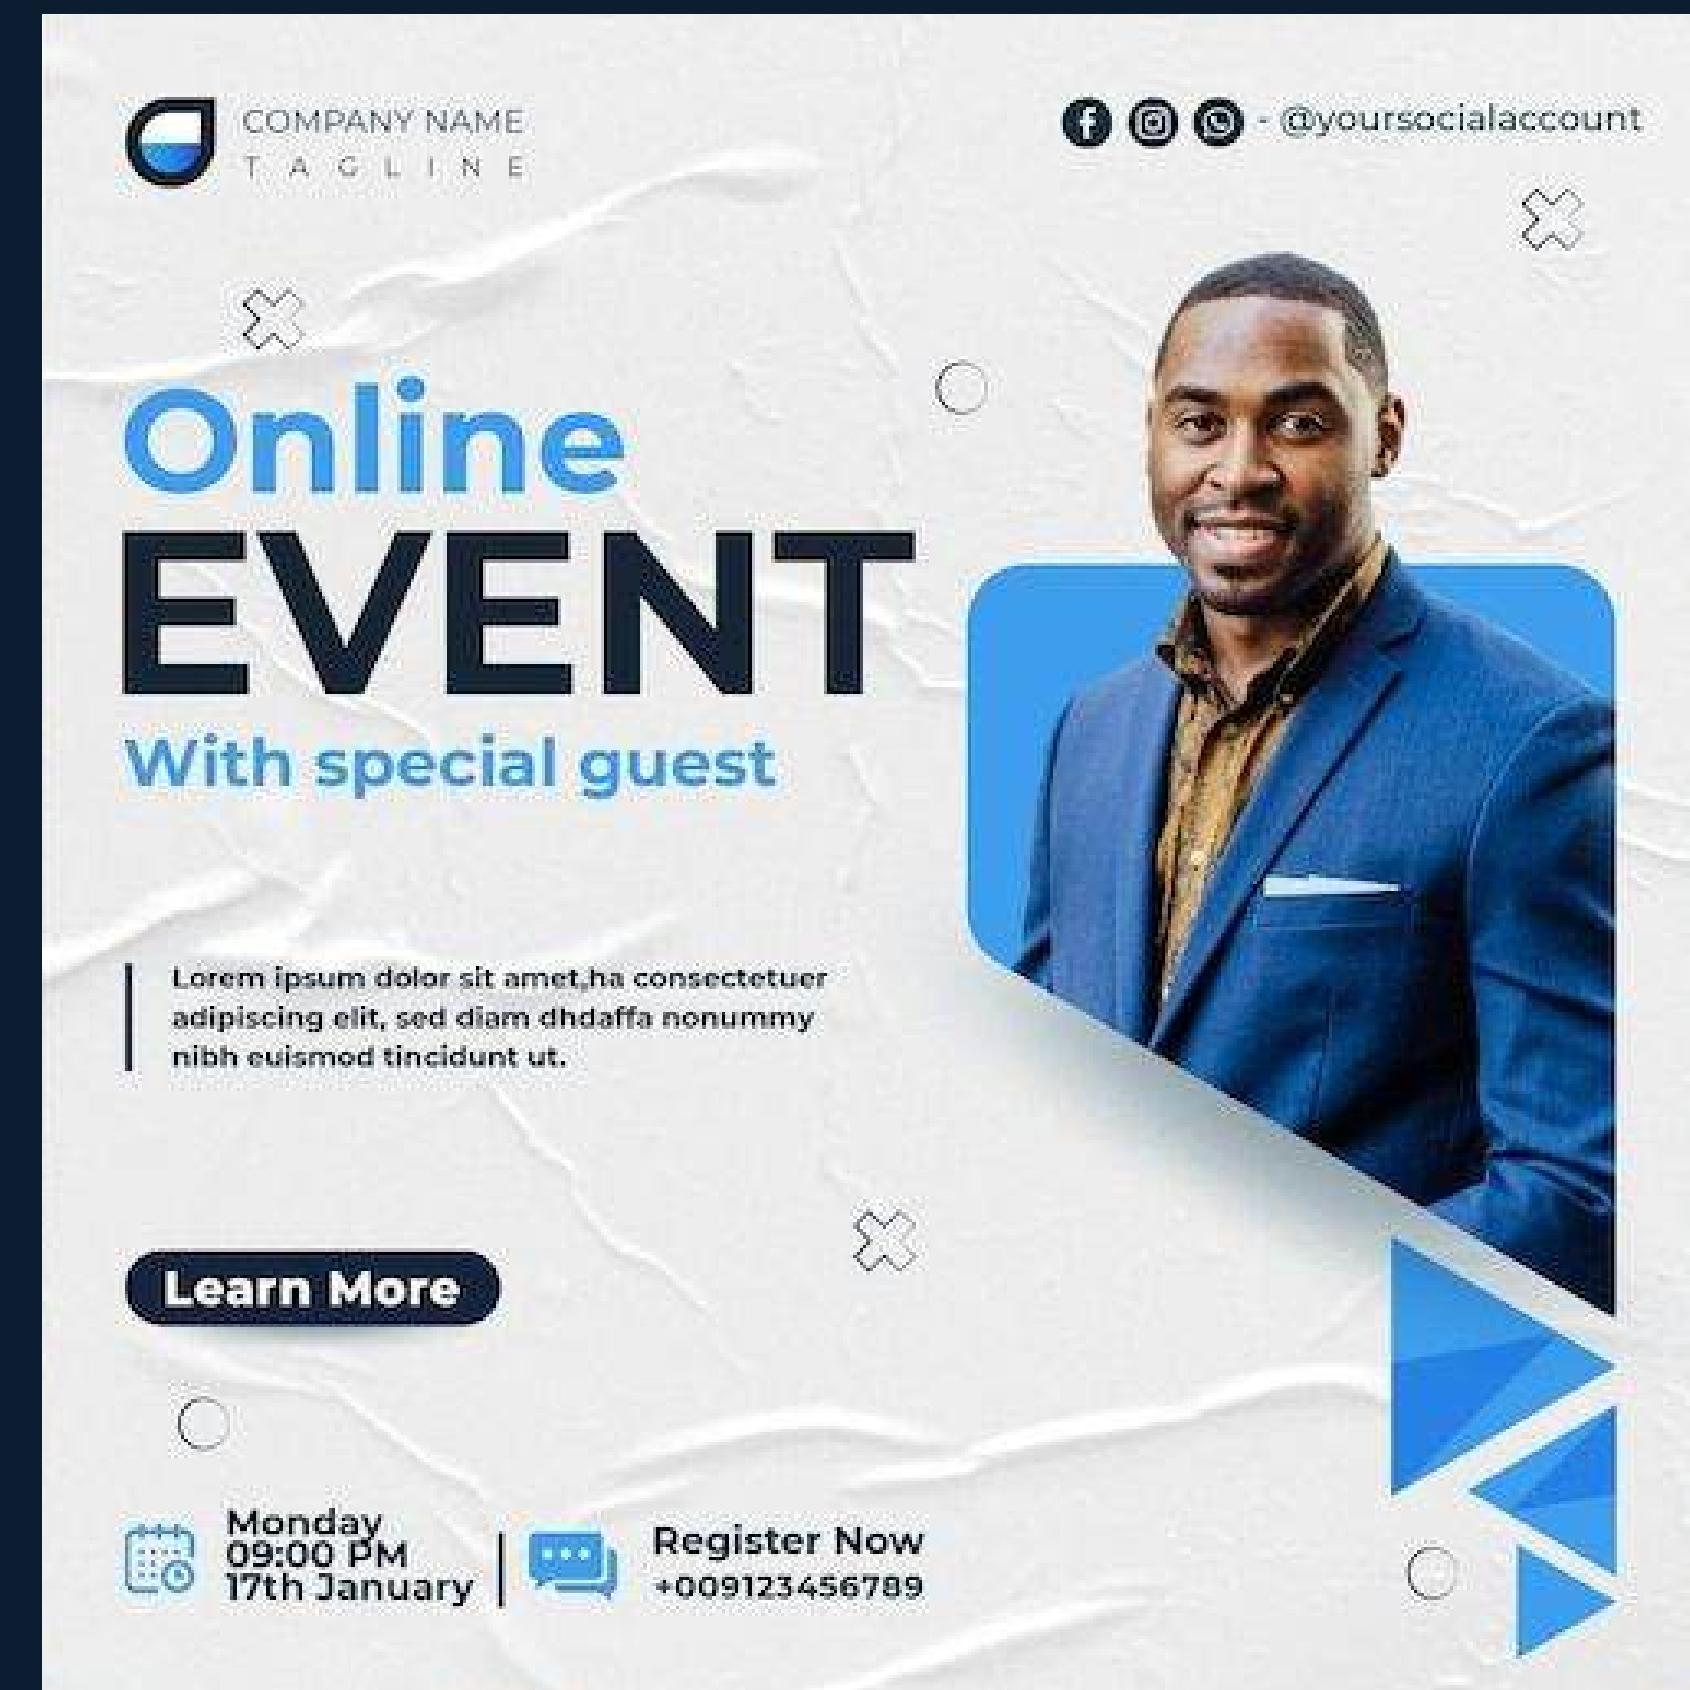 COMPANY NAME
TAGLINE
- @yoursocialaccount
Online
EVENT
With special guest
Lorem ipsum dolor sit amet,ha consectetuer
adipiscing elit, sed diam dhdaffa nonummy
nibh euismod tincidunt ut.
Learn More
Monday
09:00 PM
17th January
Register Now
+009123456789